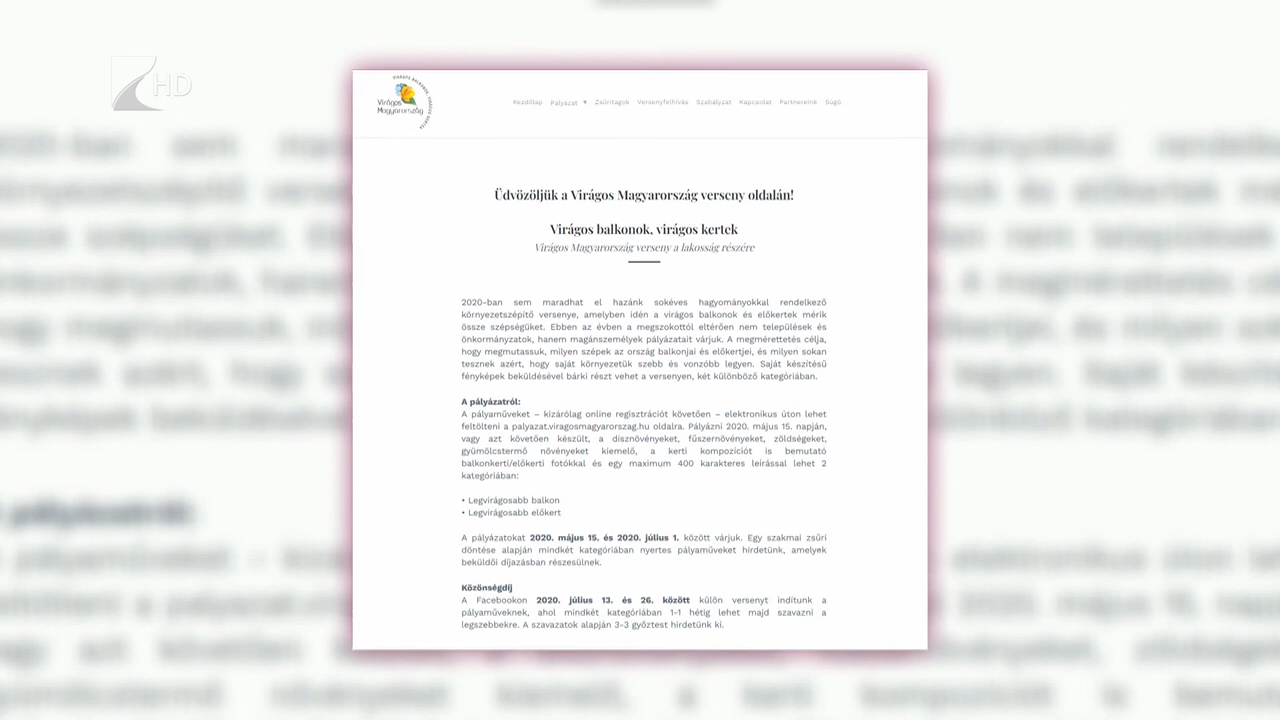 HD
VIRÁGOS BALKONOK, VIRÁGOS KERTEK
Virágos
Magyarország
Kezdőlap Pályázat ▼ Zsűritagok Versenyfelhívás Szabályzat Kapcsolat Partnereink Súgó
Üdvözöljük a Virágos Magyarország verseny oldalán!
Virágos balkonok, virágos kertek
Virágos Magyarország verseny a lakosság részére
2020-ban sem maradhat el hazánk sokéves hagyományokkal rendelkező
környezetszépítő versenye, amelyben idén a virágos balkonok és előkertek mérik
össze szépségüket. Ebben az évben a megszokottól eltérően nem települések és
önkormányzatok, hanem magánszemélyek pályázatait várjuk. A megmérettetés célja,
hogy megmutassuk, milyen szépek az ország balkonjai és előkertjei, és milyen sokan
tesznek azért, hogy saját környezetük szebb és vonzóbb legyen. Saját készítésű
fényképek beküldésével bárki részt vehet a versenyen, két különböző kategóriában.
A pályázatról:
A pályaműveket – kizárólag online regisztrációt követően – elektronikus úton lehet
feltölteni a palyazat.viragosmagyarorszag.hu oldalra. Pályázni 2020. május 15. napján,
vagy azt követően készült, a dísznövényeket, fűszernövényeket, zöldségeket,
gyümölcstermő növényeket kiemelő, a kerti kompozíciót is bemutató
balkonkerti/előkerti fotókkal és egy maximum 400 karakteres leírással lehet 2
kategóriában:
• Legvirágosabb balkon
• Legvirágosabb előkert
A pályázatokat 2020. május 15. és 2020. július 1. között várjuk. Egy szakmai zsűri
döntése alapján mindkét kategóriában nyertes pályaműveket hirdetünk, amelyek
beküldői díjazásban részesülnek.
Közönségdíj
A Facebookon 2020. július 13. és 26. között külön versenyt indítunk a
pályaműveknek, ahol mindkét kategóriában 1-1 hétig lehet majd szavazni a
legszebbekre. A szavazatok alapján 3-3 győztest hirdetünk ki.